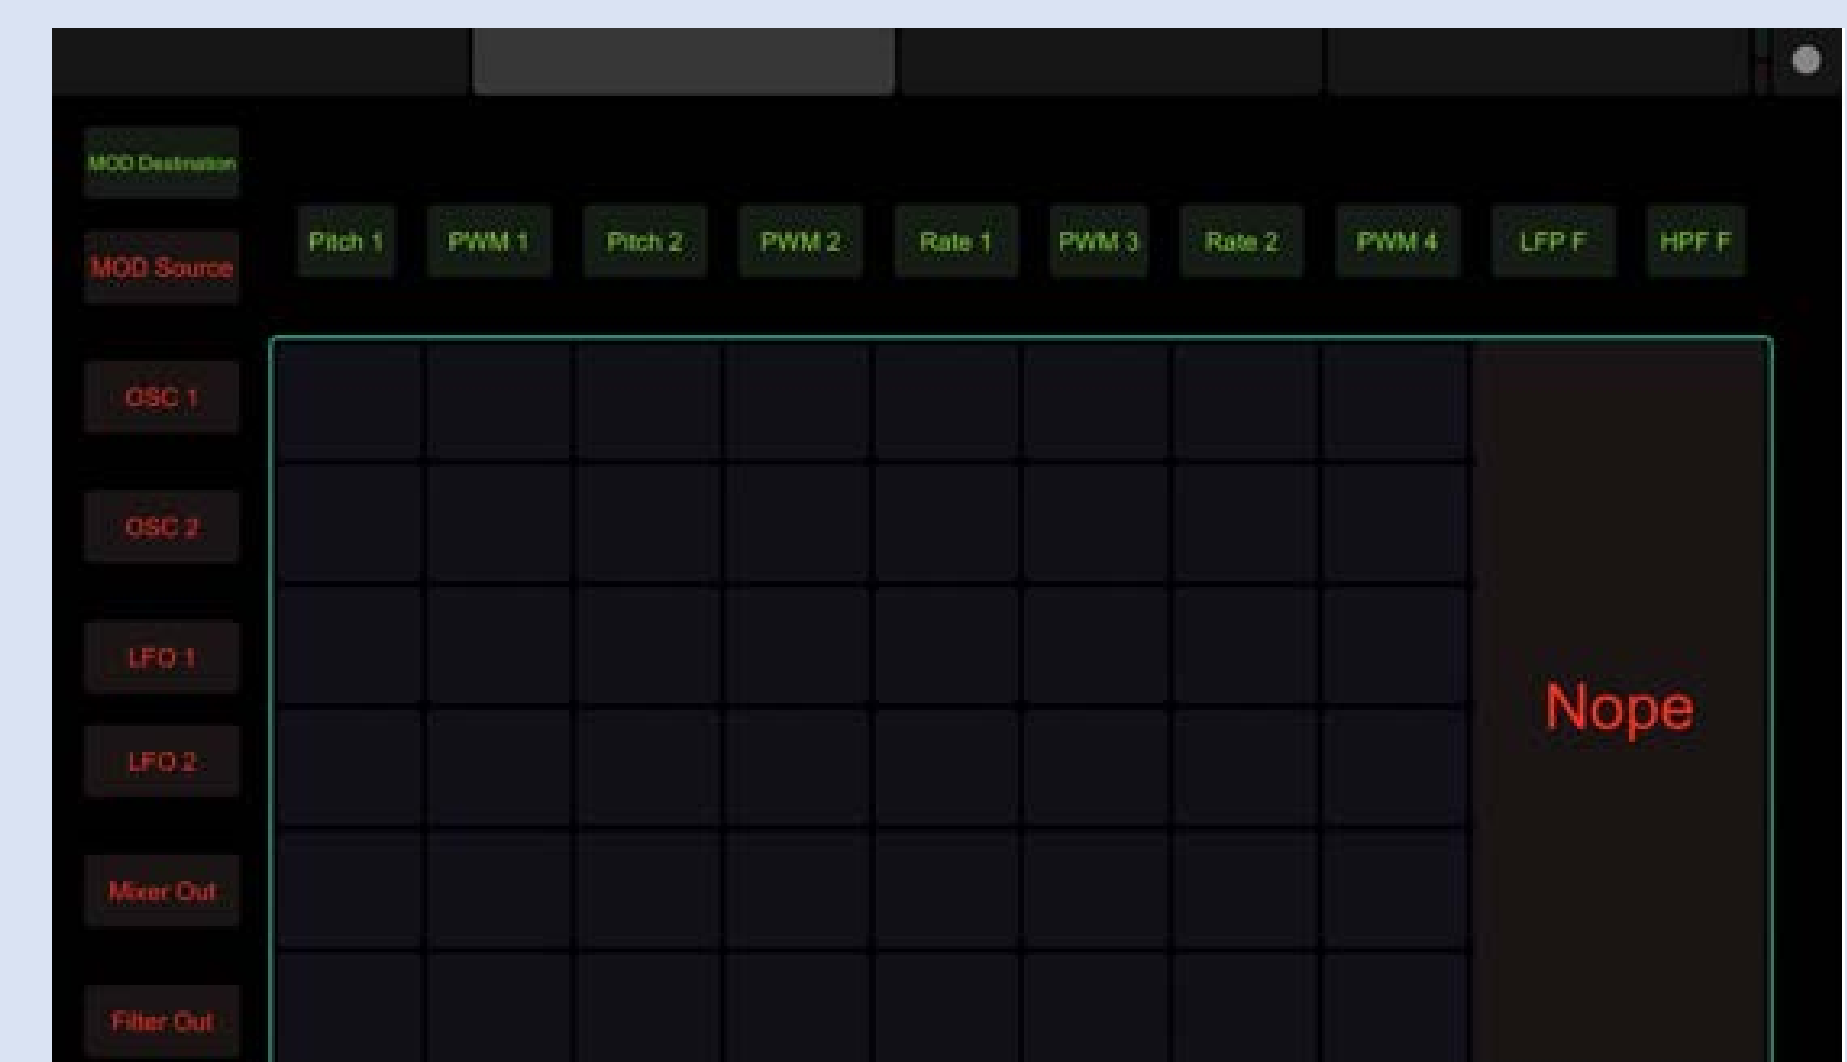 MOD Destination
MOD Source
Pitch 1 PWM 1 Pitch 2 PWM 2 Rate 1 PWM 3 Rate 2 PWM 4 LFP F HPF F
OSC 1
OSC 2
LFO 1
Nope
LFO 2
Mixer Out
Filter Out